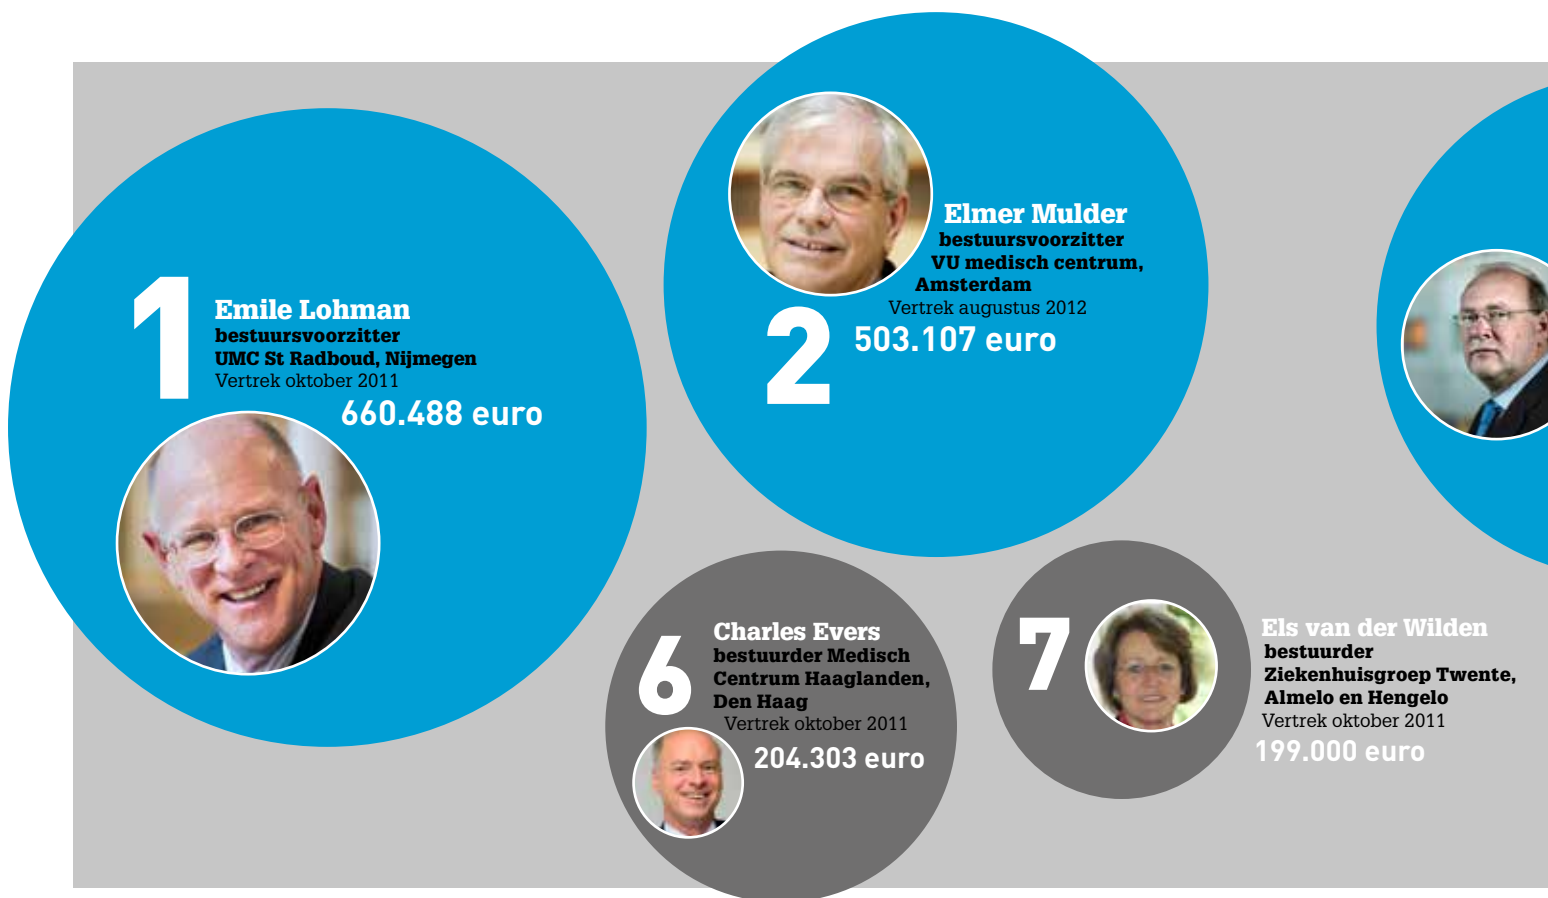 1
Emile Lohman
bestuursvoorzitter
UMC St Radboud, Nijmegen
Vertrek oktober 2011
660.488 euro
2
Elmer Mulder
bestuursvoorzitter
VU medisch centrum,
Amsterdam
Vertrek augustus 2012
503.107 euro
6
Charles Evers
bestuurder Medisch
Centrum Haaglanden,
Den Haag
Vertrek oktober 2011
204.303 euro
7
Els van der Wilden
bestuurder
Ziekenhuisgroep Twente,
Almelo en Hengelo
Vertrek oktober 2011
199.000 euro